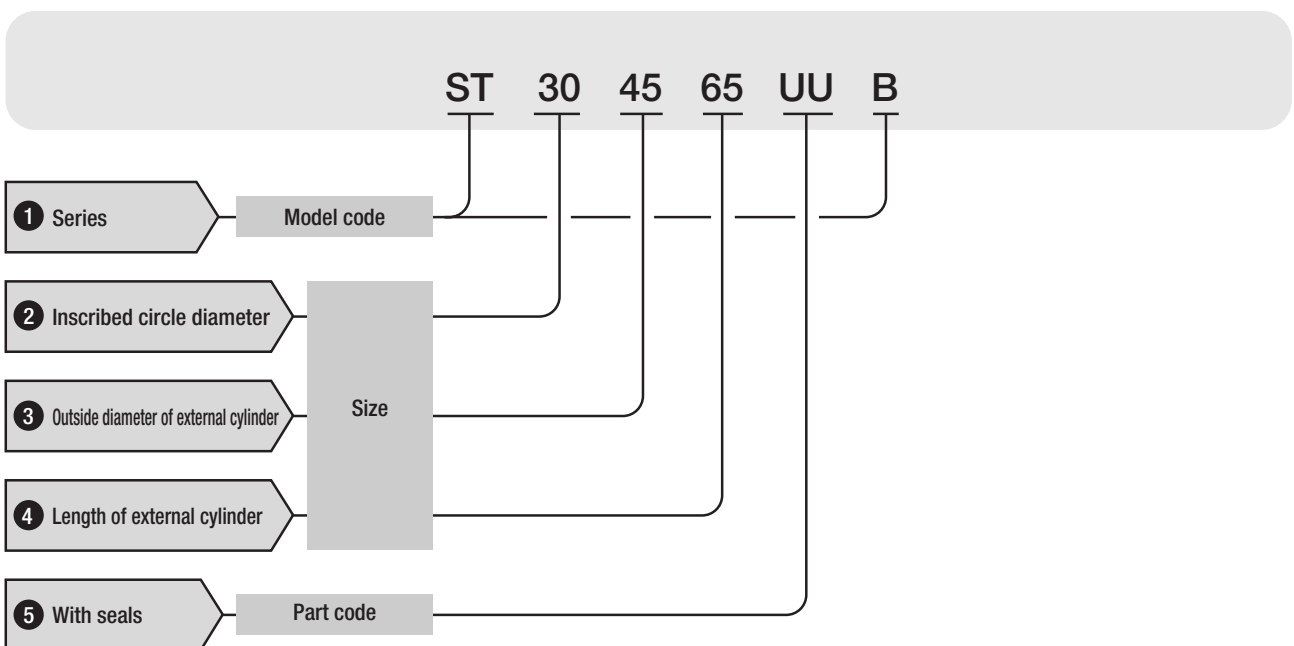 ST 30 45 65 UU B
1 Series
Model code
2 Inscribed circle diameter
3 Outside diameter of external cylinder
Size
4 Length of external cylinder
5 With seals
Part code